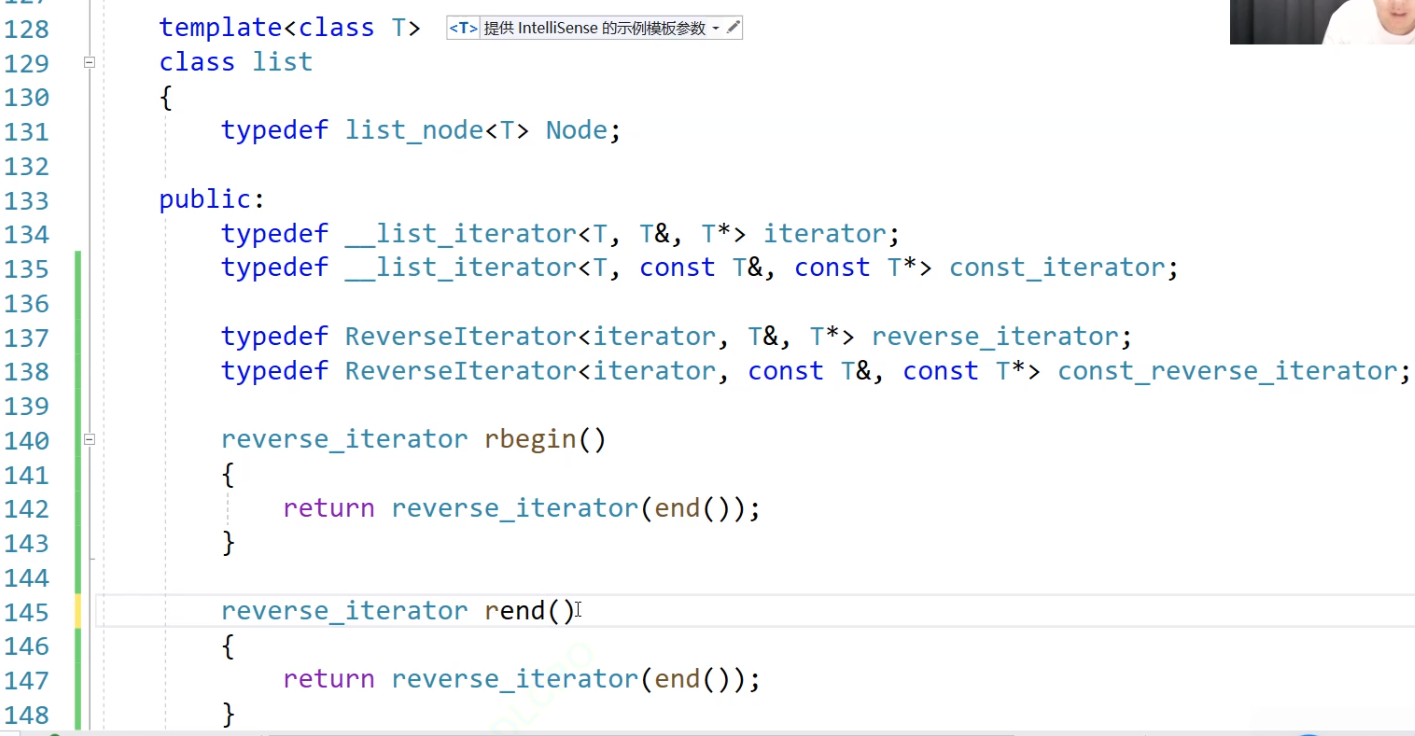 128 template<class T> <T> 提供 IntelliSense 的示例模板参数
129 class list
130 {
131 typedef list_node<T> Node;
132
133 public:
134 typedef __list_iterator<T, T&, T*> iterator;
135 typedef __list_iterator<T, const T&, const T*> const_iterator;
136
137 typedef ReverseIterator<iterator, T&, T*> reverse_iterator;
138 typedef ReverseIterator<iterator, const T&, const T*> const_reverse_iterator;
139
140 reverse_iterator rbegin()
141 {
142 return reverse_iterator(end());
143 }
144
145 reverse_iterator rend()
146 {
147 return reverse_iterator(end());
148 }